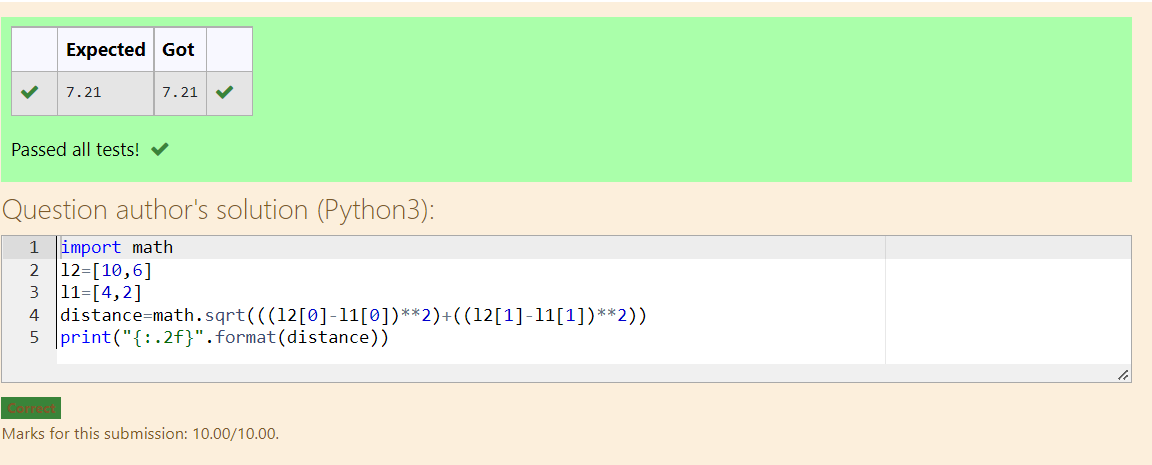 Expected Got
7.21 7.21
Passed all tests!
Question author's solution (Python3):
1 import math
2 l2=[10,6]
3 l1=[4,2]
4 distance=math.sqrt(((l2[0]-l1[0])**2)+((l2[1]-l1[1])**2))
5 print("{:.2f}".format(distance))
Correct
Marks for this submission: 10.00/10.00.